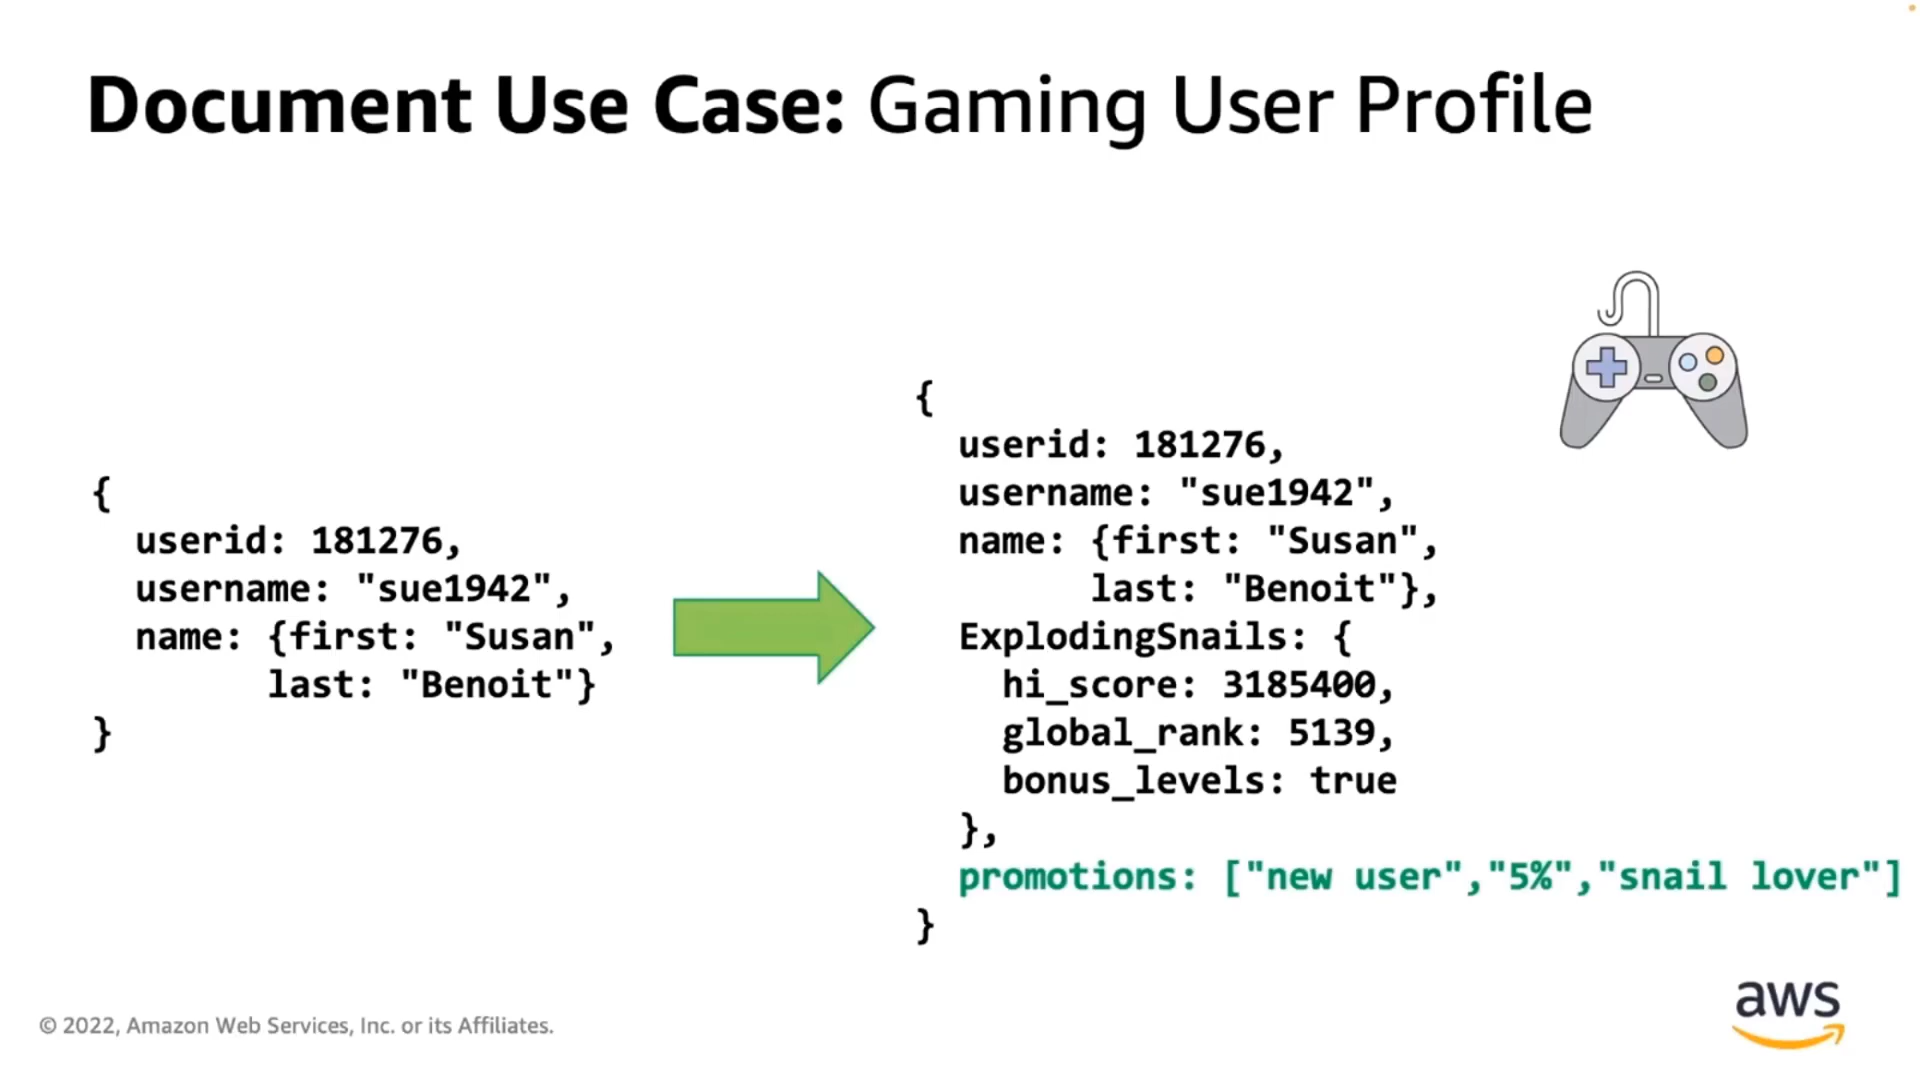 Document Use Case: Gaming User Profile
{
userid: 181276,
username: "sue1942",
name: {first: "Susan",
last: "Benoit"}
}
{
userid: 181276,
username: "sue1942",
name: {first: "Susan",
last: "Benoit"},
ExplodingSnails: {
hi_score: 3185400,
global_rank: 5139,
bonus_levels: true
},
promotions: ["new user","5%","snail lover"]
}
© 2022, Amazon Web Services, Inc. or its Affiliates.
aws